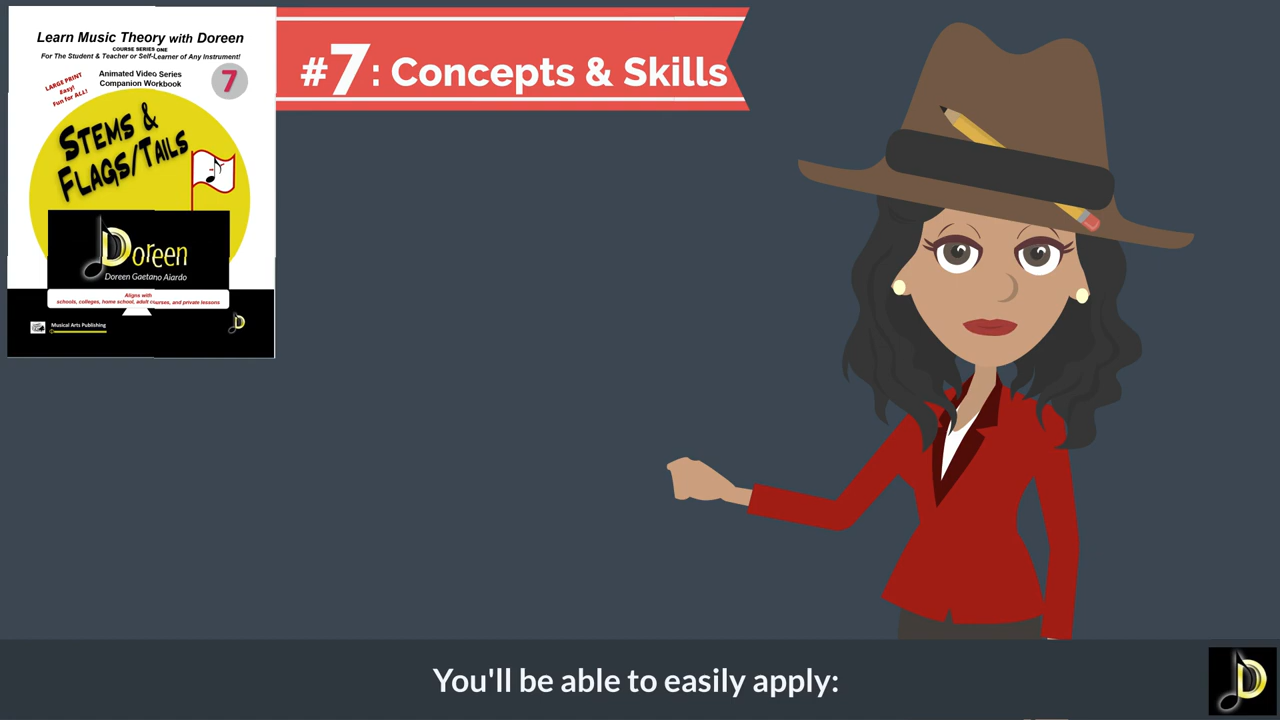 Learn Music Theory with Doreen
COURSE SERIES ONE
For The Student & Teacher or Self-Learner of Any Instrument!
LARGE PRINT
Easy!
Fun for ALL!
Animated Video Series
Companion Workbook
7
#7: Concepts & Skills
STEMS &
FLAGS/TAILS
Doreen
Doreen Gaetano Aiardo
Aligns with
schools, colleges, home school, adult courses, and private lessons
Musical Arts Publishing
D
You'll be able to easily apply:
D